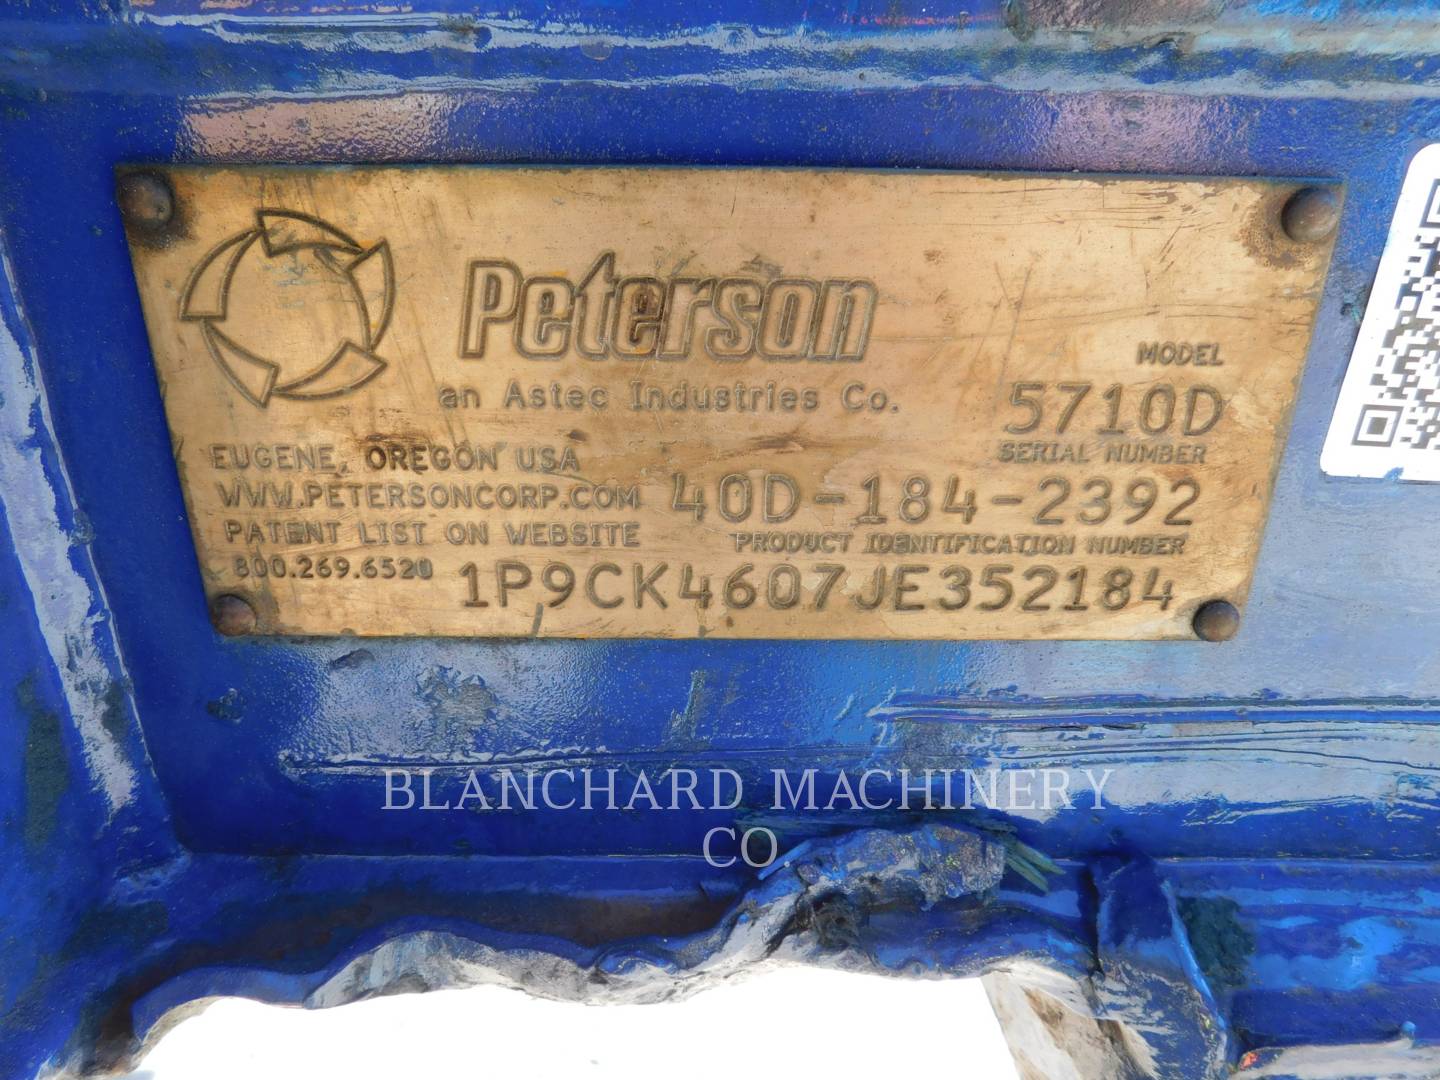 Peterson
an Astec Industries Co.
MODEL
5710D
SERIAL NUMBER
EUGENE, OREGON USA
WWW.PETERSONCORP.COM
40D-184-2392
PATENT LIST ON WEBSITE
PRODUCT IDENTIFICATION NUMBER
800.269.6520
1P9CK4607JE352184
BLANCHARD MACHINERY
CO